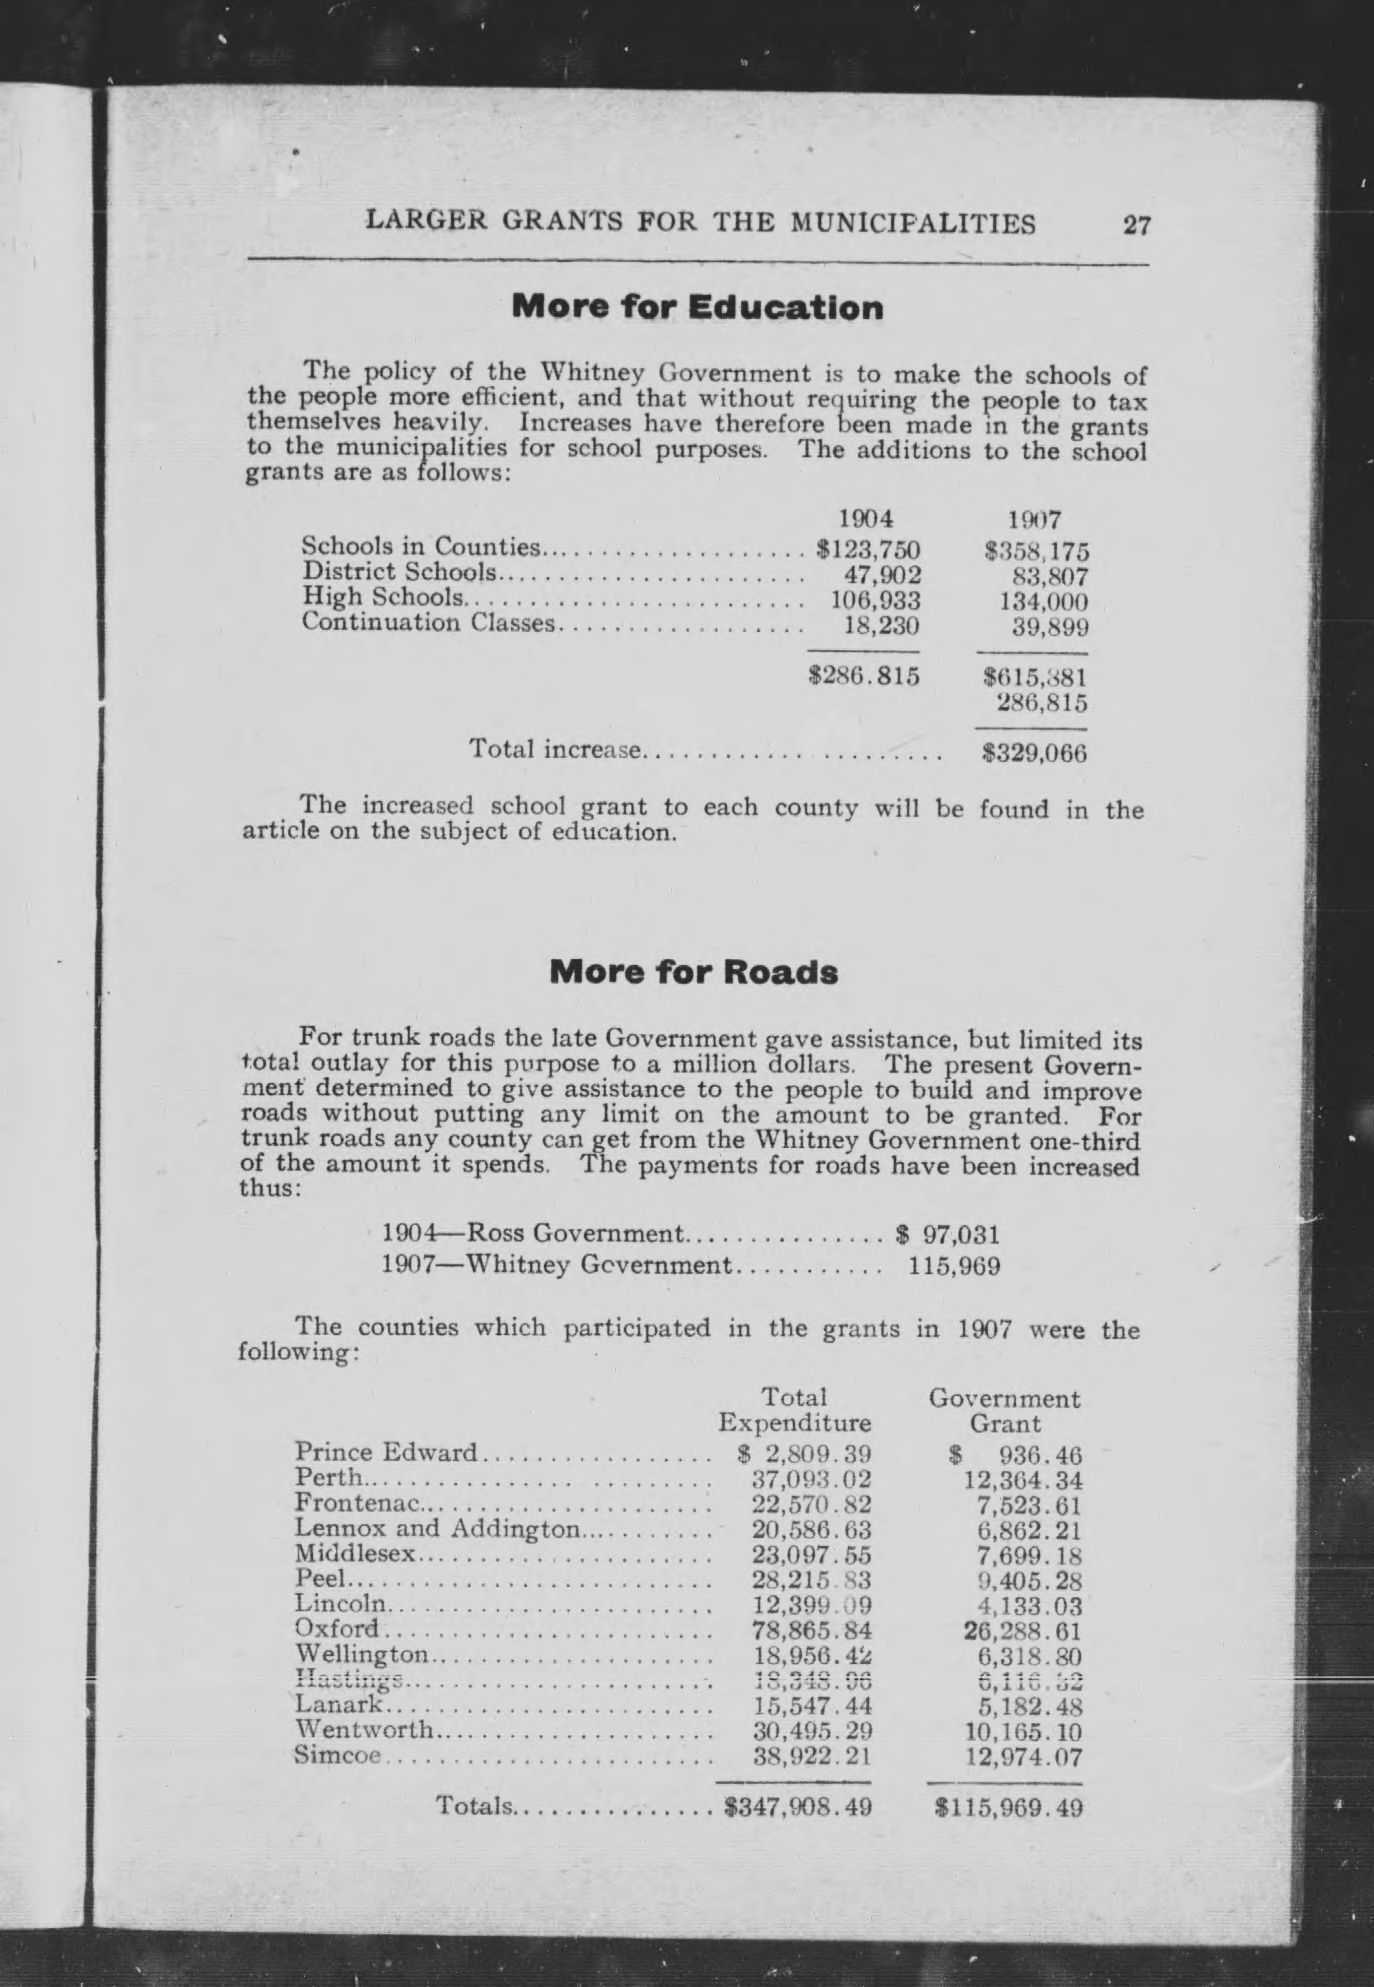 LARGER GRANTS FOR THE MUNICIPALITIES 27
More for Education
The policy of the Whitney Government is to make the schools of
the people more efficient, and that without requiring the people to tax
themselves heavily. Increases have therefore been made in the grants
to the municipalities for school purposes. The additions to the school
grants are as follows:
1904 1907
Schools in Counties.................... $123,750 $358,175
District Schools....................... 47,902 83,807
High Schools.......................... 106,933 134,000
Continuation Classes.................. 18,230 39,899
$286.815 $615,881
286,815
Total increase...................... $329,066
The increased school grant to each county will be found in the
article on the subject of education.
More for Roads
For trunk roads the late Government gave assistance, but limited its
total outlay for this purpose to a million dollars. The present Govern-
ment determined to give assistance to the people to build and improve
roads without putting any limit on the amount to be granted. For
trunk roads any county can get from the Whitney Government one-third
of the amount it spends. The payments for roads have been increased
thus:
1904—Ross Government............... $ 97,031
1907—Whitney Government........... 115,969
The counties which participated in the grants in 1907 were the
following:
Total Government
Expenditure Grant
Prince Edward................. $ 2,809.39 $ 936.46
Perth.......................... 37,093.02 12,364.34
Frontenac...................... 22,570.82 7,523.61
Lennox and Addington........... 20,586.63 6,862.21
Middlesex...................... 23,097.55 7,699.18
Peel........................... 28,215.83 9,405.28
Lincoln........................ 12,399.09 4,133.03
Oxford......................... 78,865.84 26,288.61
Wellington..................... 18,956.42 6,318.80
Hastings....................... 18,348.96 6,116.32
Lanark......................... 15,547.44 5,182.48
Wentworth..................... 30,495.29 10,165.10
Simcoe......................... 38,922.21 12,974.07
Totals............... $347,908.49 $115,969.49